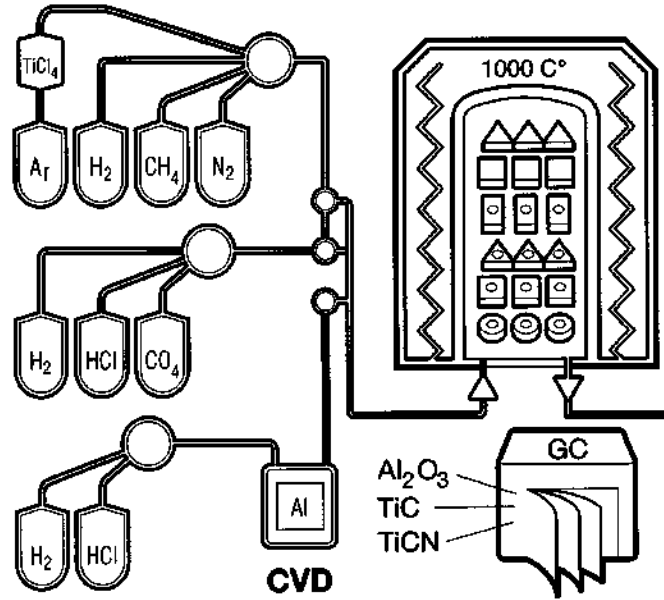 TiCl4
Ar
H2
CH4
N2
1000 C°
H2
HCl
CO4
H2
HCl
Al
CVD
GC
Al2O3
TiC
TiCN